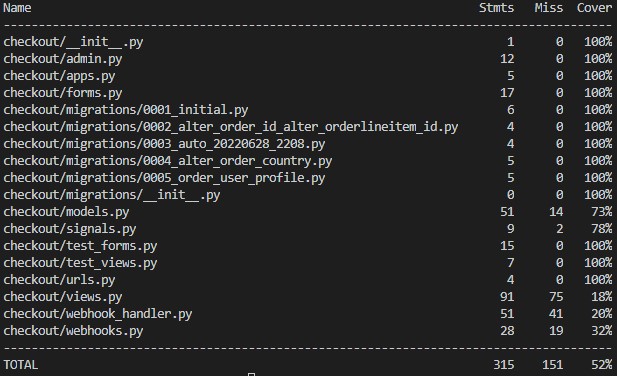 Name Stmts Miss Cover
--------------------------------------------------------------------------------
checkout/__init__.py 1 0 100%
checkout/admin.py 12 0 100%
checkout/apps.py 5 0 100%
checkout/forms.py 17 0 100%
checkout/migrations/0001_initial.py 6 0 100%
checkout/migrations/0002_alter_order_id_alter_orderlineitem_id.py 4 0 100%
checkout/migrations/0003_auto_20220628_2208.py 4 0 100%
checkout/migrations/0004_alter_order_country.py 5 0 100%
checkout/migrations/0005_order_user_profile.py 5 0 100%
checkout/migrations/__init__.py 0 0 100%
checkout/models.py 51 14 73%
checkout/signals.py 9 2 78%
checkout/test_forms.py 15 0 100%
checkout/test_views.py 7 0 100%
checkout/urls.py 4 0 100%
checkout/views.py 91 75 18%
checkout/webhook_handler.py 51 41 20%
checkout/webhooks.py 28 19 32%
--------------------------------------------------------------------------------
TOTAL 315 151 52%